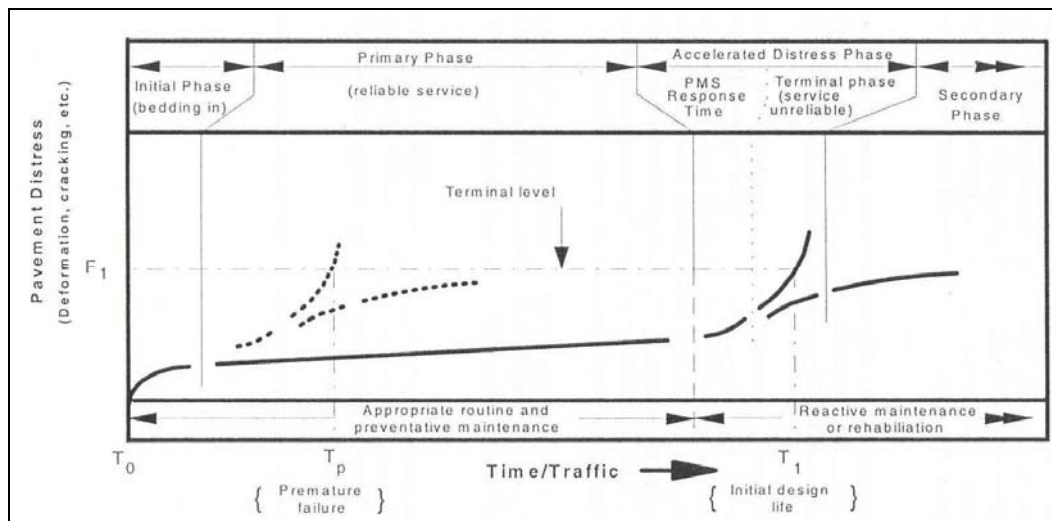 Pavement Distress
(Deformation, cracking, etc.)
Initial Phase
(bedding in)
Primary Phase
(reliable service)
Accelerated Distress Phase
PMS
Response
Time
Terminal phase
(service
unreliable)
Secondary
Phase
Terminal level
F1
Appropriate routine and
preventative maintenance
Reactive maintenance
or rehabiliation
T0
Tp
Time/Traffic
T1
{ Premature
failure }
{ Initial design
life }